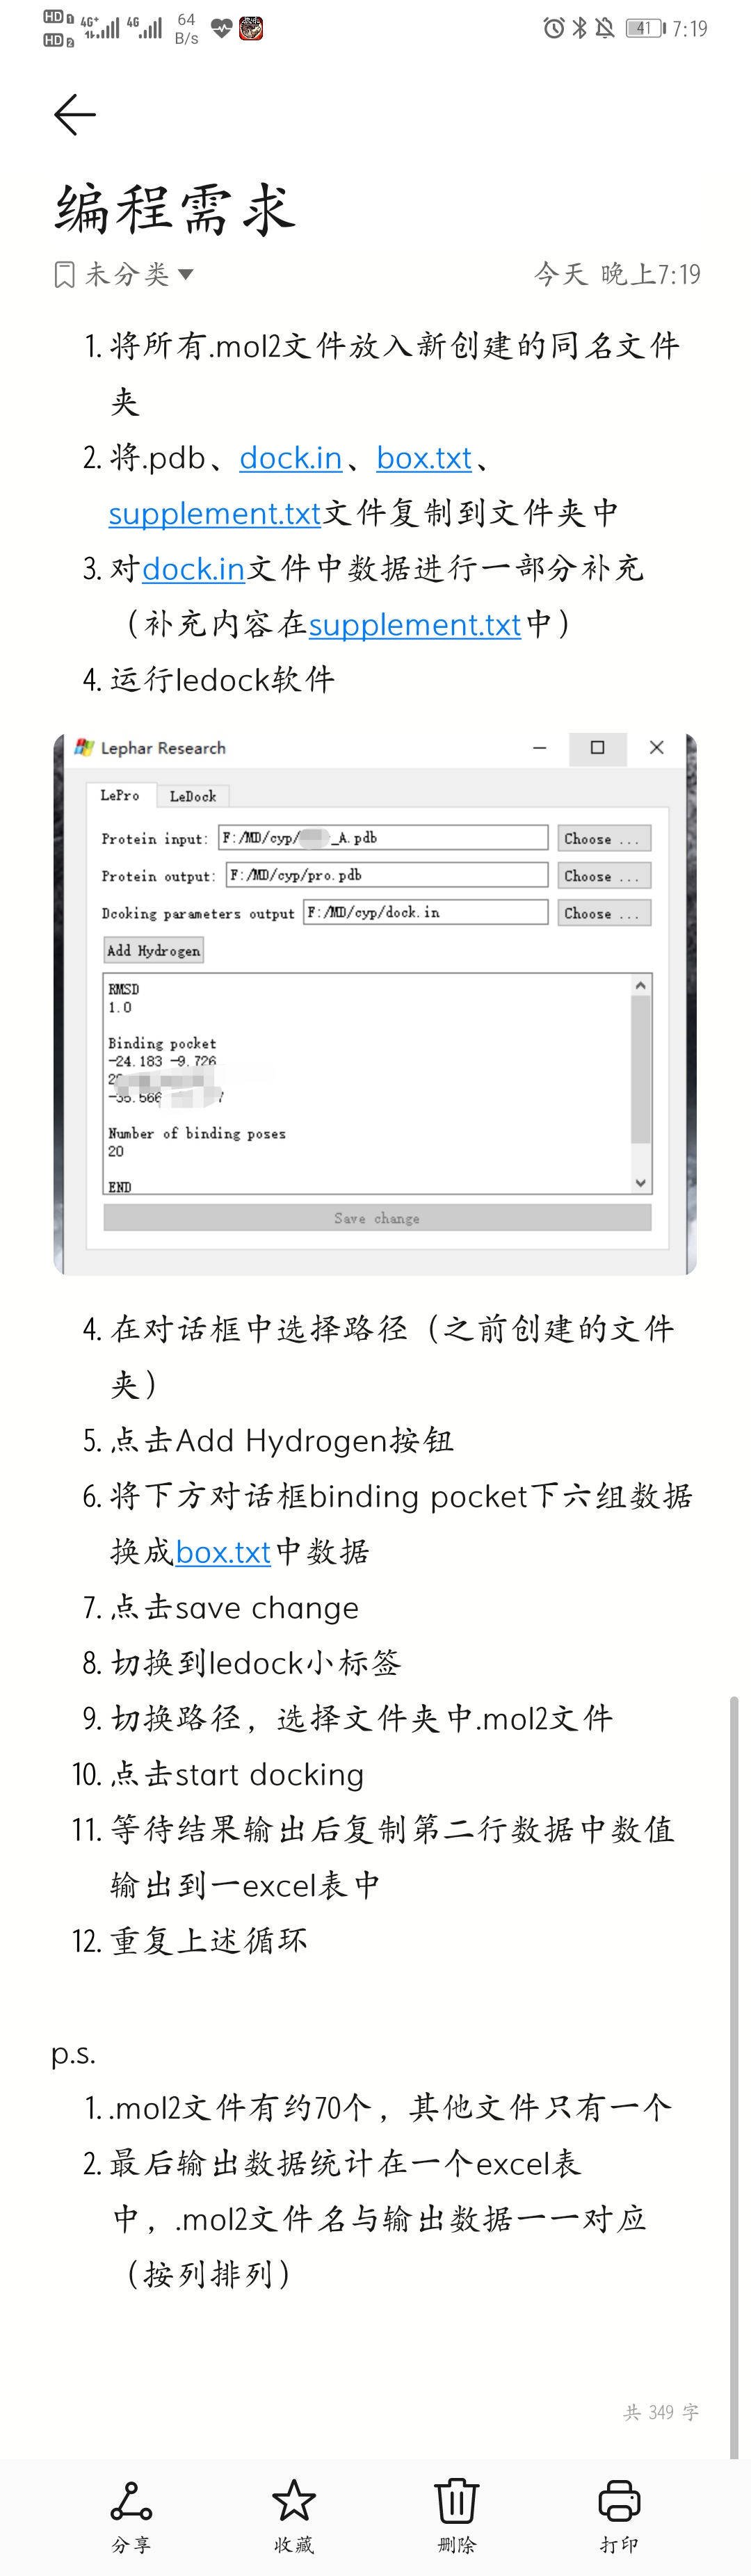 HD 1 4G+ 4G 64 B/s 41 7:19
HD 2
编程需求
未分类 今天 晚上7:19
1. 将所有.mol2文件放入新创建的同名文件
夹
2. 将.pdb、dock.in、box.txt、
supplement.txt文件复制到文件夹中
3. 对dock.in文件中数据进行一部分补充
（补充内容在supplement.txt中）
4. 运行ledock软件
Lephar Research
LePro LeDock
Protein input: F:/MD/cyp/ _A.pdb Choose ...
Protein output: F:/MD/cyp/pro.pdb Choose ...
Dcoking parameters output F:/MD/cyp/dock.in Choose ...
Add Hydrogen
RMSD
1.0
Binding pocket
-24.183 -9.726
-35.566
Number of binding poses
20
END
Save change
4. 在对话框中选择路径（之前创建的文件
夹）
5. 点击Add Hydrogen按钮
6. 将下方对话框binding pocket下六组数据
换成box.txt中数据
7. 点击save change
8. 切换到ledock小标签
9. 切换路径，选择文件夹中.mol2文件
10. 点击start docking
11. 等待结果输出后复制第二行数据中数值
输出到一excel表中
12. 重复上述循环
p.s.
1. .mol2文件有约70个，其他文件只有一个
2. 最后输出数据统计在一个excel表
中，.mol2文件名与输出数据一一对应
（按列排列）
共 349 字
分享 收藏 删除 打印